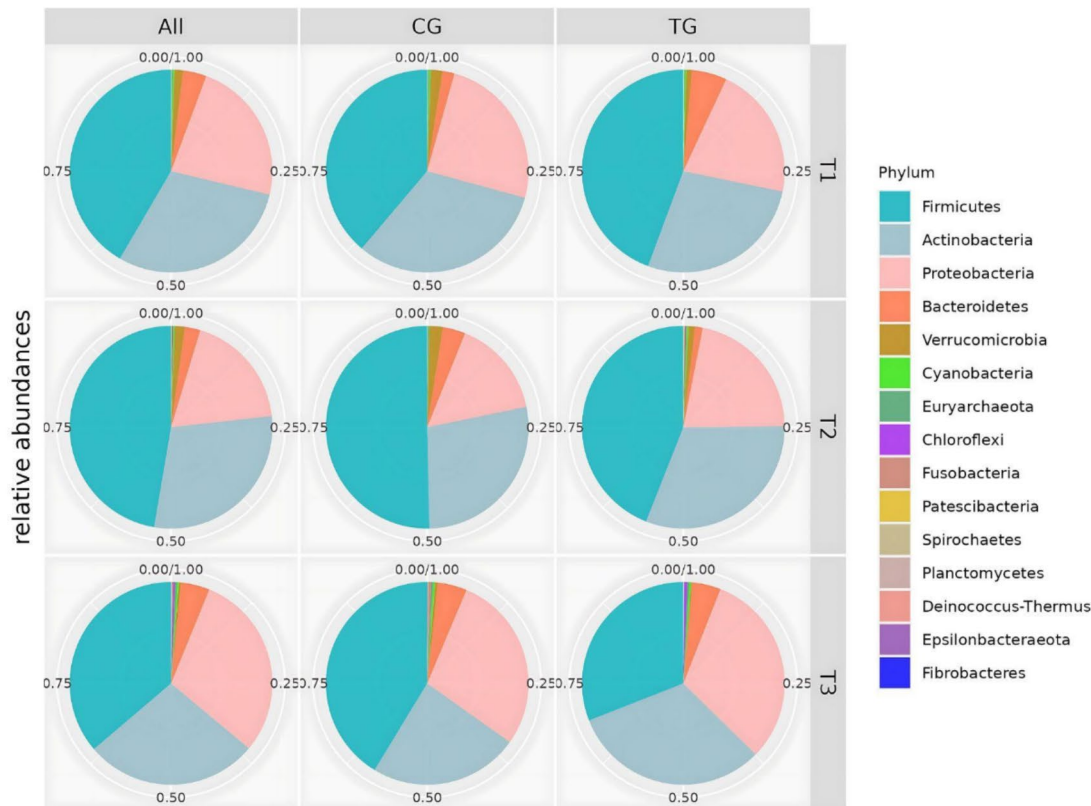 All CG TG
0.00/1.00 0.00/1.00 0.00/1.00
0.75 0.25 0.75 0.25 0.75 0.25 T1
0.50 0.50 0.50
0.00/1.00 0.00/1.00 0.00/1.00
0.75 0.25 0.75 0.25 0.75 0.25 T2
0.50 0.50 0.50
0.00/1.00 0.00/1.00 0.00/1.00
0.75 0.25 0.75 0.25 0.75 0.25 T3
0.50 0.50 0.50
relative abundances
Phylum
Firmicutes
Actinobacteria
Proteobacteria
Bacteroidetes
Verrucomicrobia
Cyanobacteria
Euryarchaeota
Chloroflexi
Fusobacteria
Patescibacteria
Spirochaetes
Planctomycetes
Deinococcus-Thermus
Epsilonbacteraeota
Fibrobacteres